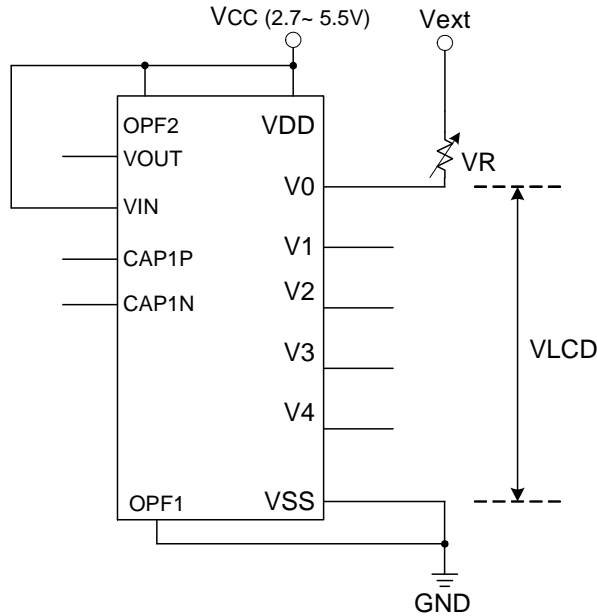 VCC (2.7~ 5.5V)
Vext
OPF2
VDD
VOUT
VR
V0
VIN
V1
CAP1P
V2
CAP1N
V3
VLCD
V4
OPF1
VSS
GND